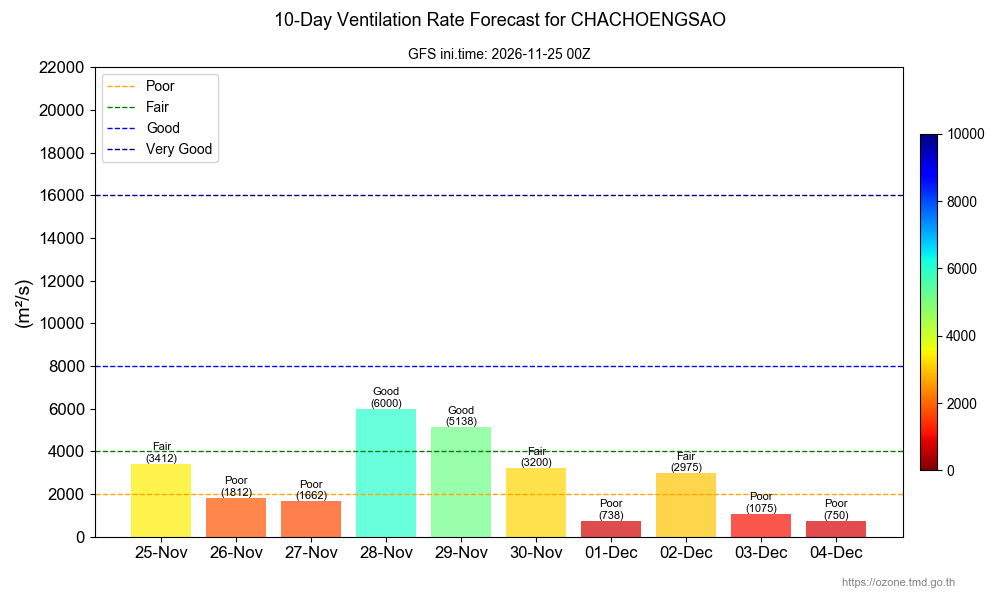 10-Day Ventilation Rate Forecast for CHACHOENGSAO
GFS ini.time: 2026-11-25 00Z
(m²/s)
22000
20000
18000
16000
14000
12000
10000
8000
6000
4000
2000
0
Poor
Fair
Good
Very Good
Fair
(3412)
Poor
(1812)
Poor
(1662)
Good
(6000)
Good
(5138)
Fair
(3200)
Poor
(738)
Fair
(2975)
Poor
(1075)
Poor
(750)
25-Nov
26-Nov
27-Nov
28-Nov
29-Nov
30-Nov
01-Dec
02-Dec
03-Dec
04-Dec
10000
8000
6000
4000
2000
0
https://ozone.tmd.go.th